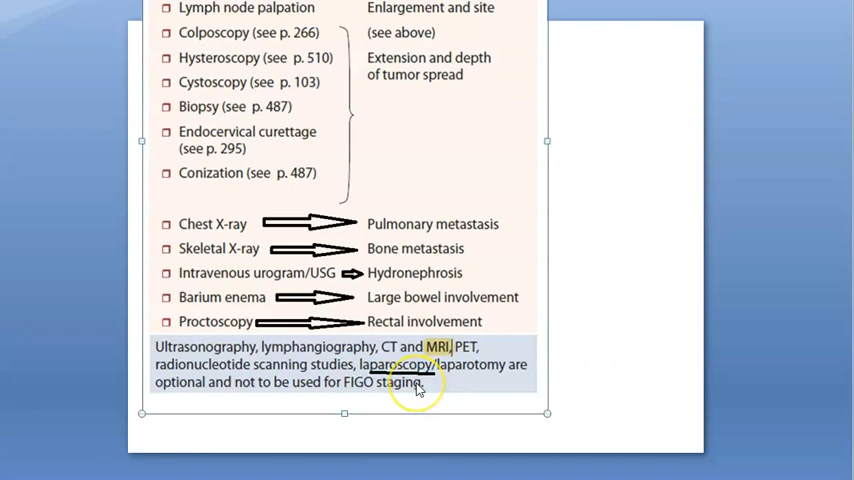 Lymph node palpation Enlargement and site
Colposcopy (see p. 266) (see above)
Hysteroscopy (see p. 510) Extension and depth
of tumor spread
Cystoscopy (see p. 103)
Biopsy (see p. 487)
Endocervical curettage
(see p. 295)
Conization (see p. 487)
Chest X-ray Pulmonary metastasis
Skeletal X-ray Bone metastasis
Intravenous urogram/USG Hydronephrosis
Barium enema Large bowel involvement
Proctoscopy Rectal involvement
Ultrasonography, lymphangiography, CT and MRI, PET,
radionucleotide scanning studies, laparoscopy/laparotomy are
optional and not to be used for FIGO staging.